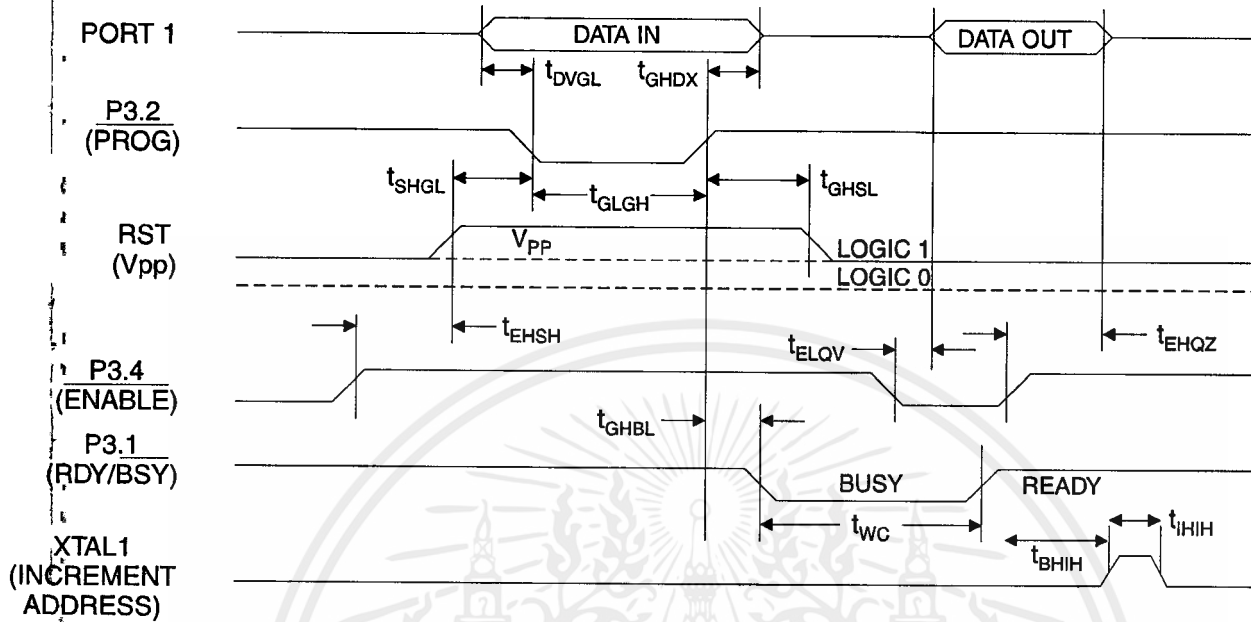 PORT 1
DATA IN
DATA OUT
tDVGL
tGHDX
P3.2
(PROG)
tSHGL
tGLGH
tGHSL
RST
(Vpp)
VPP
LOGIC 1
LOGIC 0
tEHSH
tELQV
tEHQZ
P3.4
(ENABLE)
tGHBL
P3.1
(RDY/BSY)
BUSY
READY
tWC
tIHIH
tBHIH
XTAL1
(INCREMENT
ADDRESS)